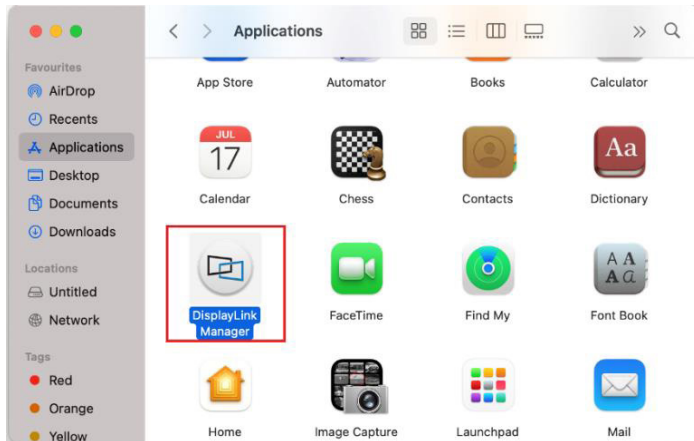 Applications
Favourites
AirDrop
Recents
Applications
Desktop
Documents
Downloads
Locations
Untitled
Network
Tags
Red
Orange
Yellow
App Store
Automator
Books
Calculator
JUL
17
Aa
Calendar
Chess
Contacts
Dictionary
A A
A a
DisplayLink
Manager
FaceTime
Find My
Font Book
Home
Image Capture
Launchpad
Mail